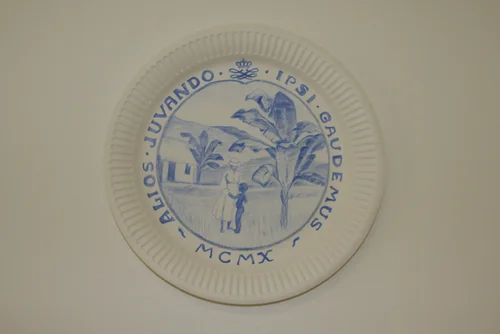 ALIOS · JUVANDO · IPSI · GAUDEMUS
MCMX